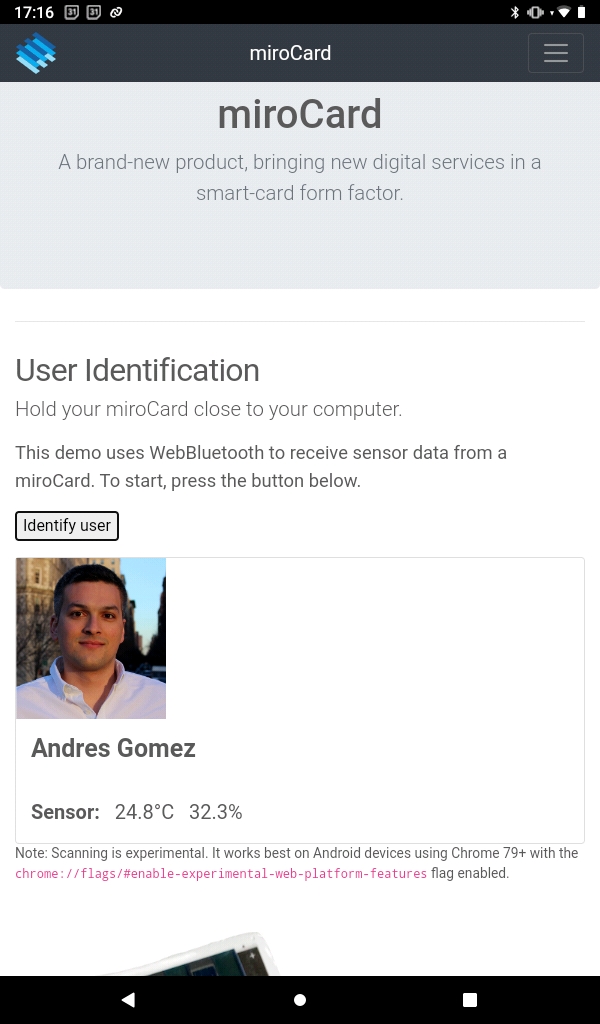 17:16 31 31
miroCard
miroCard
A brand-new product, bringing new digital services in a
smart-card form factor.
User Identification
Hold your miroCard close to your computer.
This demo uses WebBluetooth to receive sensor data from a
miroCard. To start, press the button below.
Identify user
Andres Gomez
Sensor: 24.8°C 32.3%
Note: Scanning is experimental. It works best on Android devices using Chrome 79+ with the
chrome://flags/#enable-experimental-web-platform-features flag enabled.